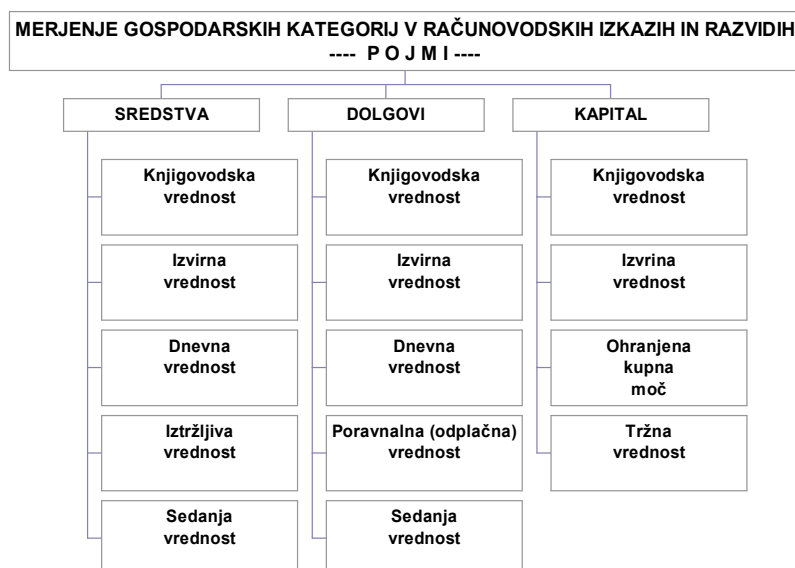 MERJENJE GOSPODARSKIH KATEGORIJ V RAČUNOVODSKIH IZKAZIH IN RAZVIDIH
---- P O J M I ----
SREDSTVA
Knjigovodska
vrednost
Izvirna
vrednost
Dnevna
vrednost
Iztržljiva
vrednost
Sedanja
vrednost
DOLGOVI
Knjigovodska
vrednost
Izvirna
vrednost
Dnevna
vrednost
Poravnalna (odplačna)
vrednost
Sedanja
vrednost
KAPITAL
Knjigovodska
vrednost
Izvrina
vrednost
Ohranjena
kupna
moč
Tržna
vrednost